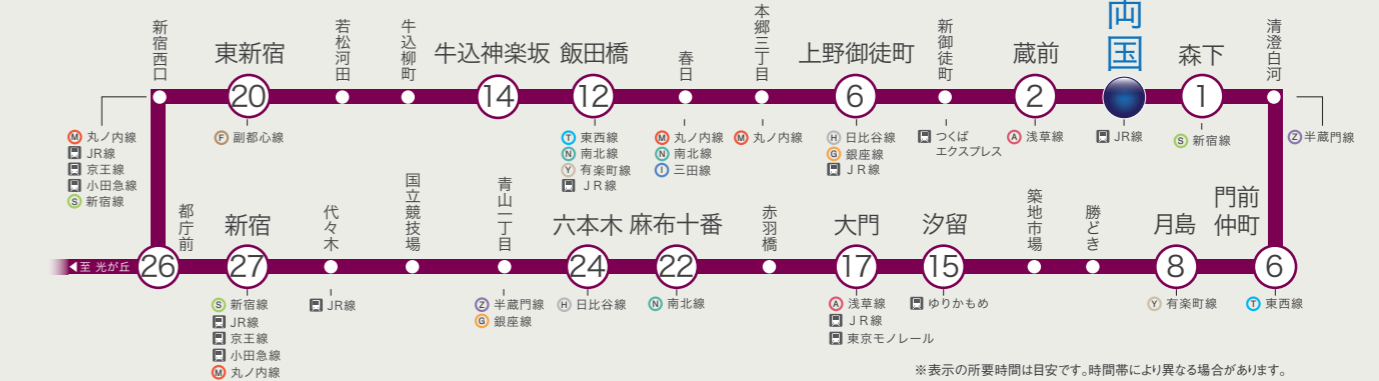 新宿西口
東新宿
若松河田
牛込柳町
牛込神楽坂
飯田橋
春日
本郷三丁目
上野御徒町
新御徒町
蔵前
両国
森下
清澄白河
20
14
12
6
2
1
M 丸ノ内線
JR線
京王線
小田急線
S 新宿線
F 副都心線
T 東西線
N 南北線
Y 有楽町線
JR線
M 丸ノ内線
N 南北線
I 三田線
M 丸ノ内線
H 日比谷線
G 銀座線
JR線
つくば
エクスプレス
A 浅草線
JR線
S 新宿線
Z 半蔵門線
都庁前
新宿
代々木
国立競技場
青山一丁目
六本木
麻布十番
赤羽橋
大門
汐留
築地市場
勝どき
月島
門前
仲町
至 光が丘
26
27
24
22
17
15
8
6
S 新宿線
JR線
京王線
小田急線
M 丸ノ内線
JR線
Z 半蔵門線
G 銀座線
H 日比谷線
N 南北線
A 浅草線
JR線
東京モノレール
ゆりかもめ
Y 有楽町線
T 東西線
※表示の所要時間は目安です。時間帯により異なる場合があります。